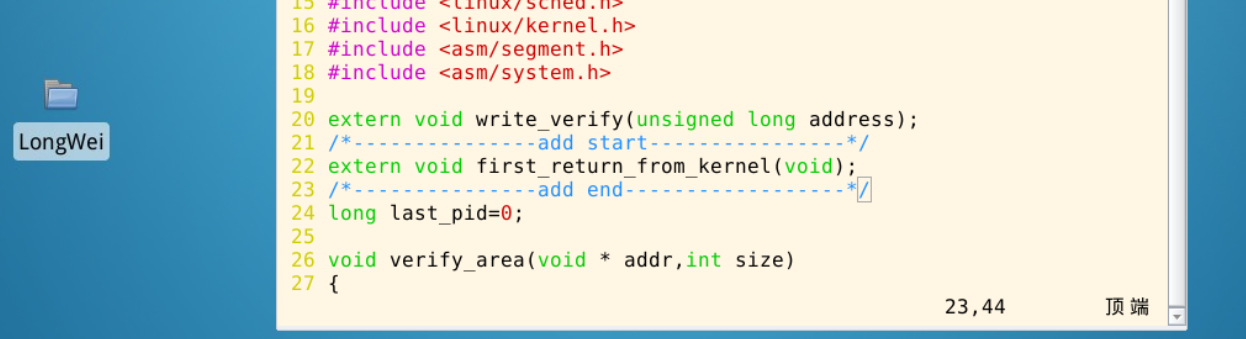 LongWei
15 #include <linux/sched.h>
16 #include <linux/kernel.h>
17 #include <asm/segment.h>
18 #include <asm/system.h>
19
20 extern void write_verify(unsigned long address);
21 /*---------------add start----------------*/
22 extern void first_return_from_kernel(void);
23 /*---------------add end------------------*/
24 long last_pid=0;
25
26 void verify_area(void * addr,int size)
27 {
23,44 顶端